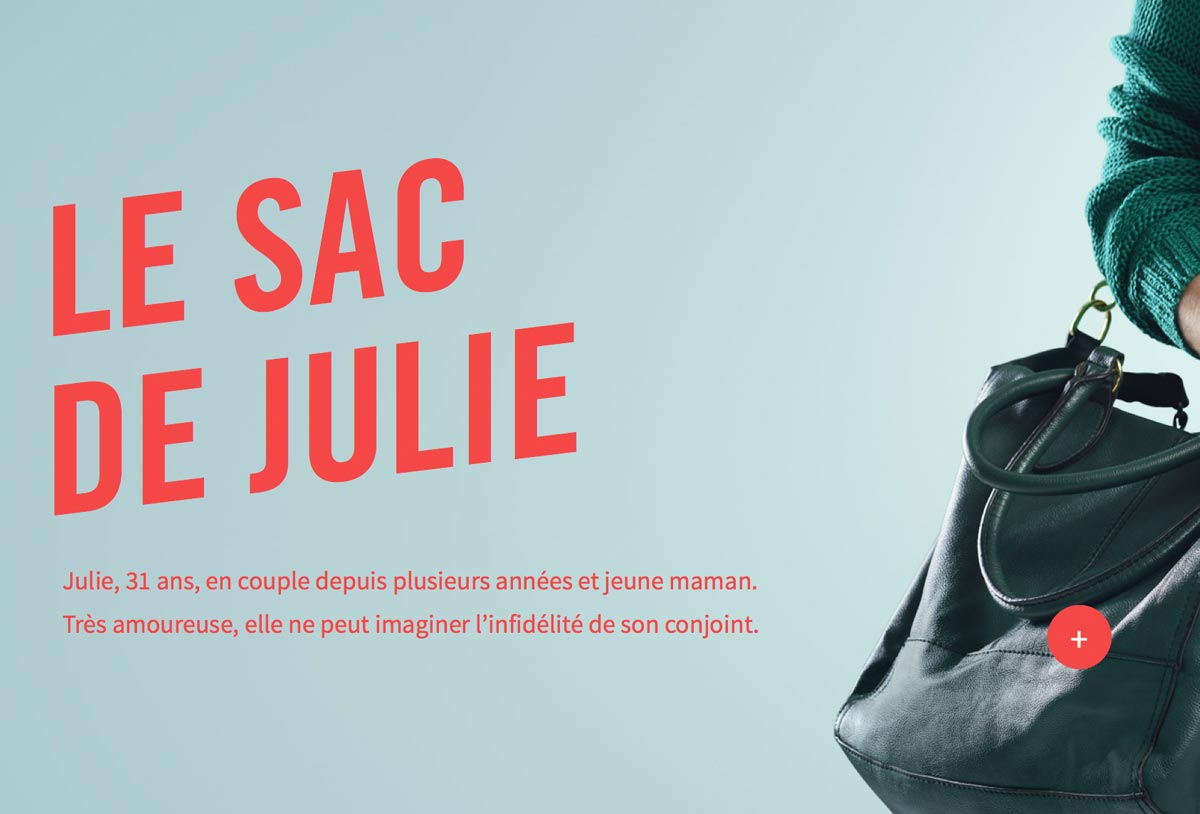 LE SAC
DE JULIE
Julie, 31 ans, en couple depuis plusieurs années et jeune maman.
Très amoureuse, elle ne peut imaginer l’infidélité de son conjoint.
+